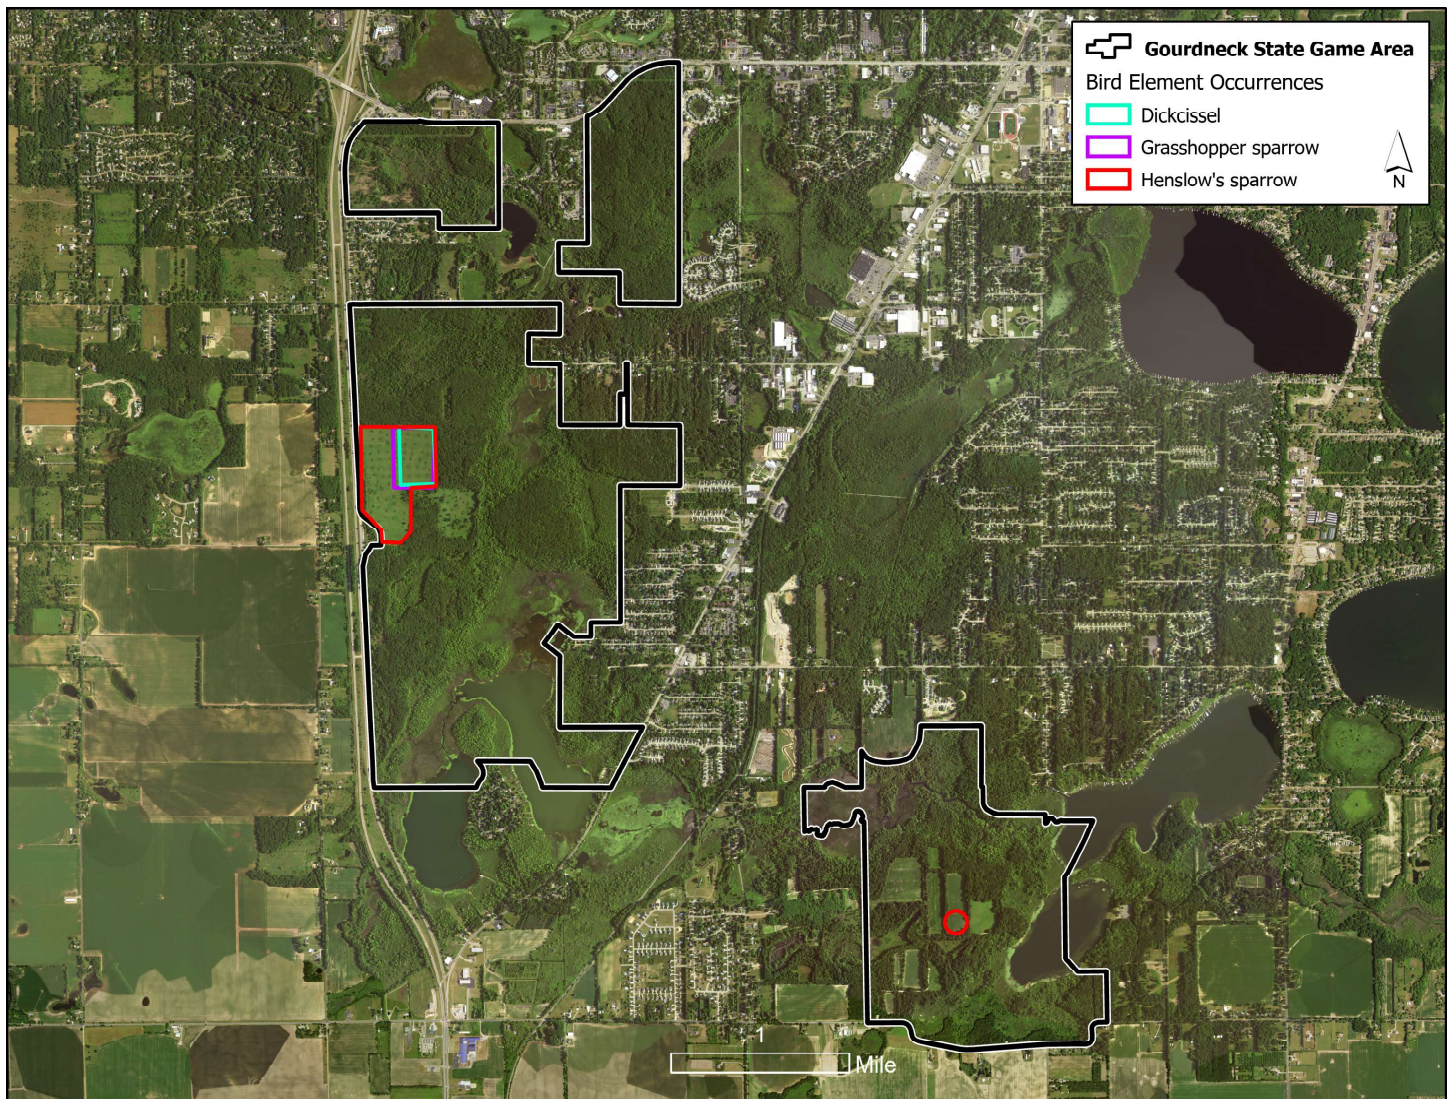 Gourdneck State Game Area
Bird Element Occurrences
Dickcissel
Grasshopper sparrow
Henslow's sparrow
N
1
Mile